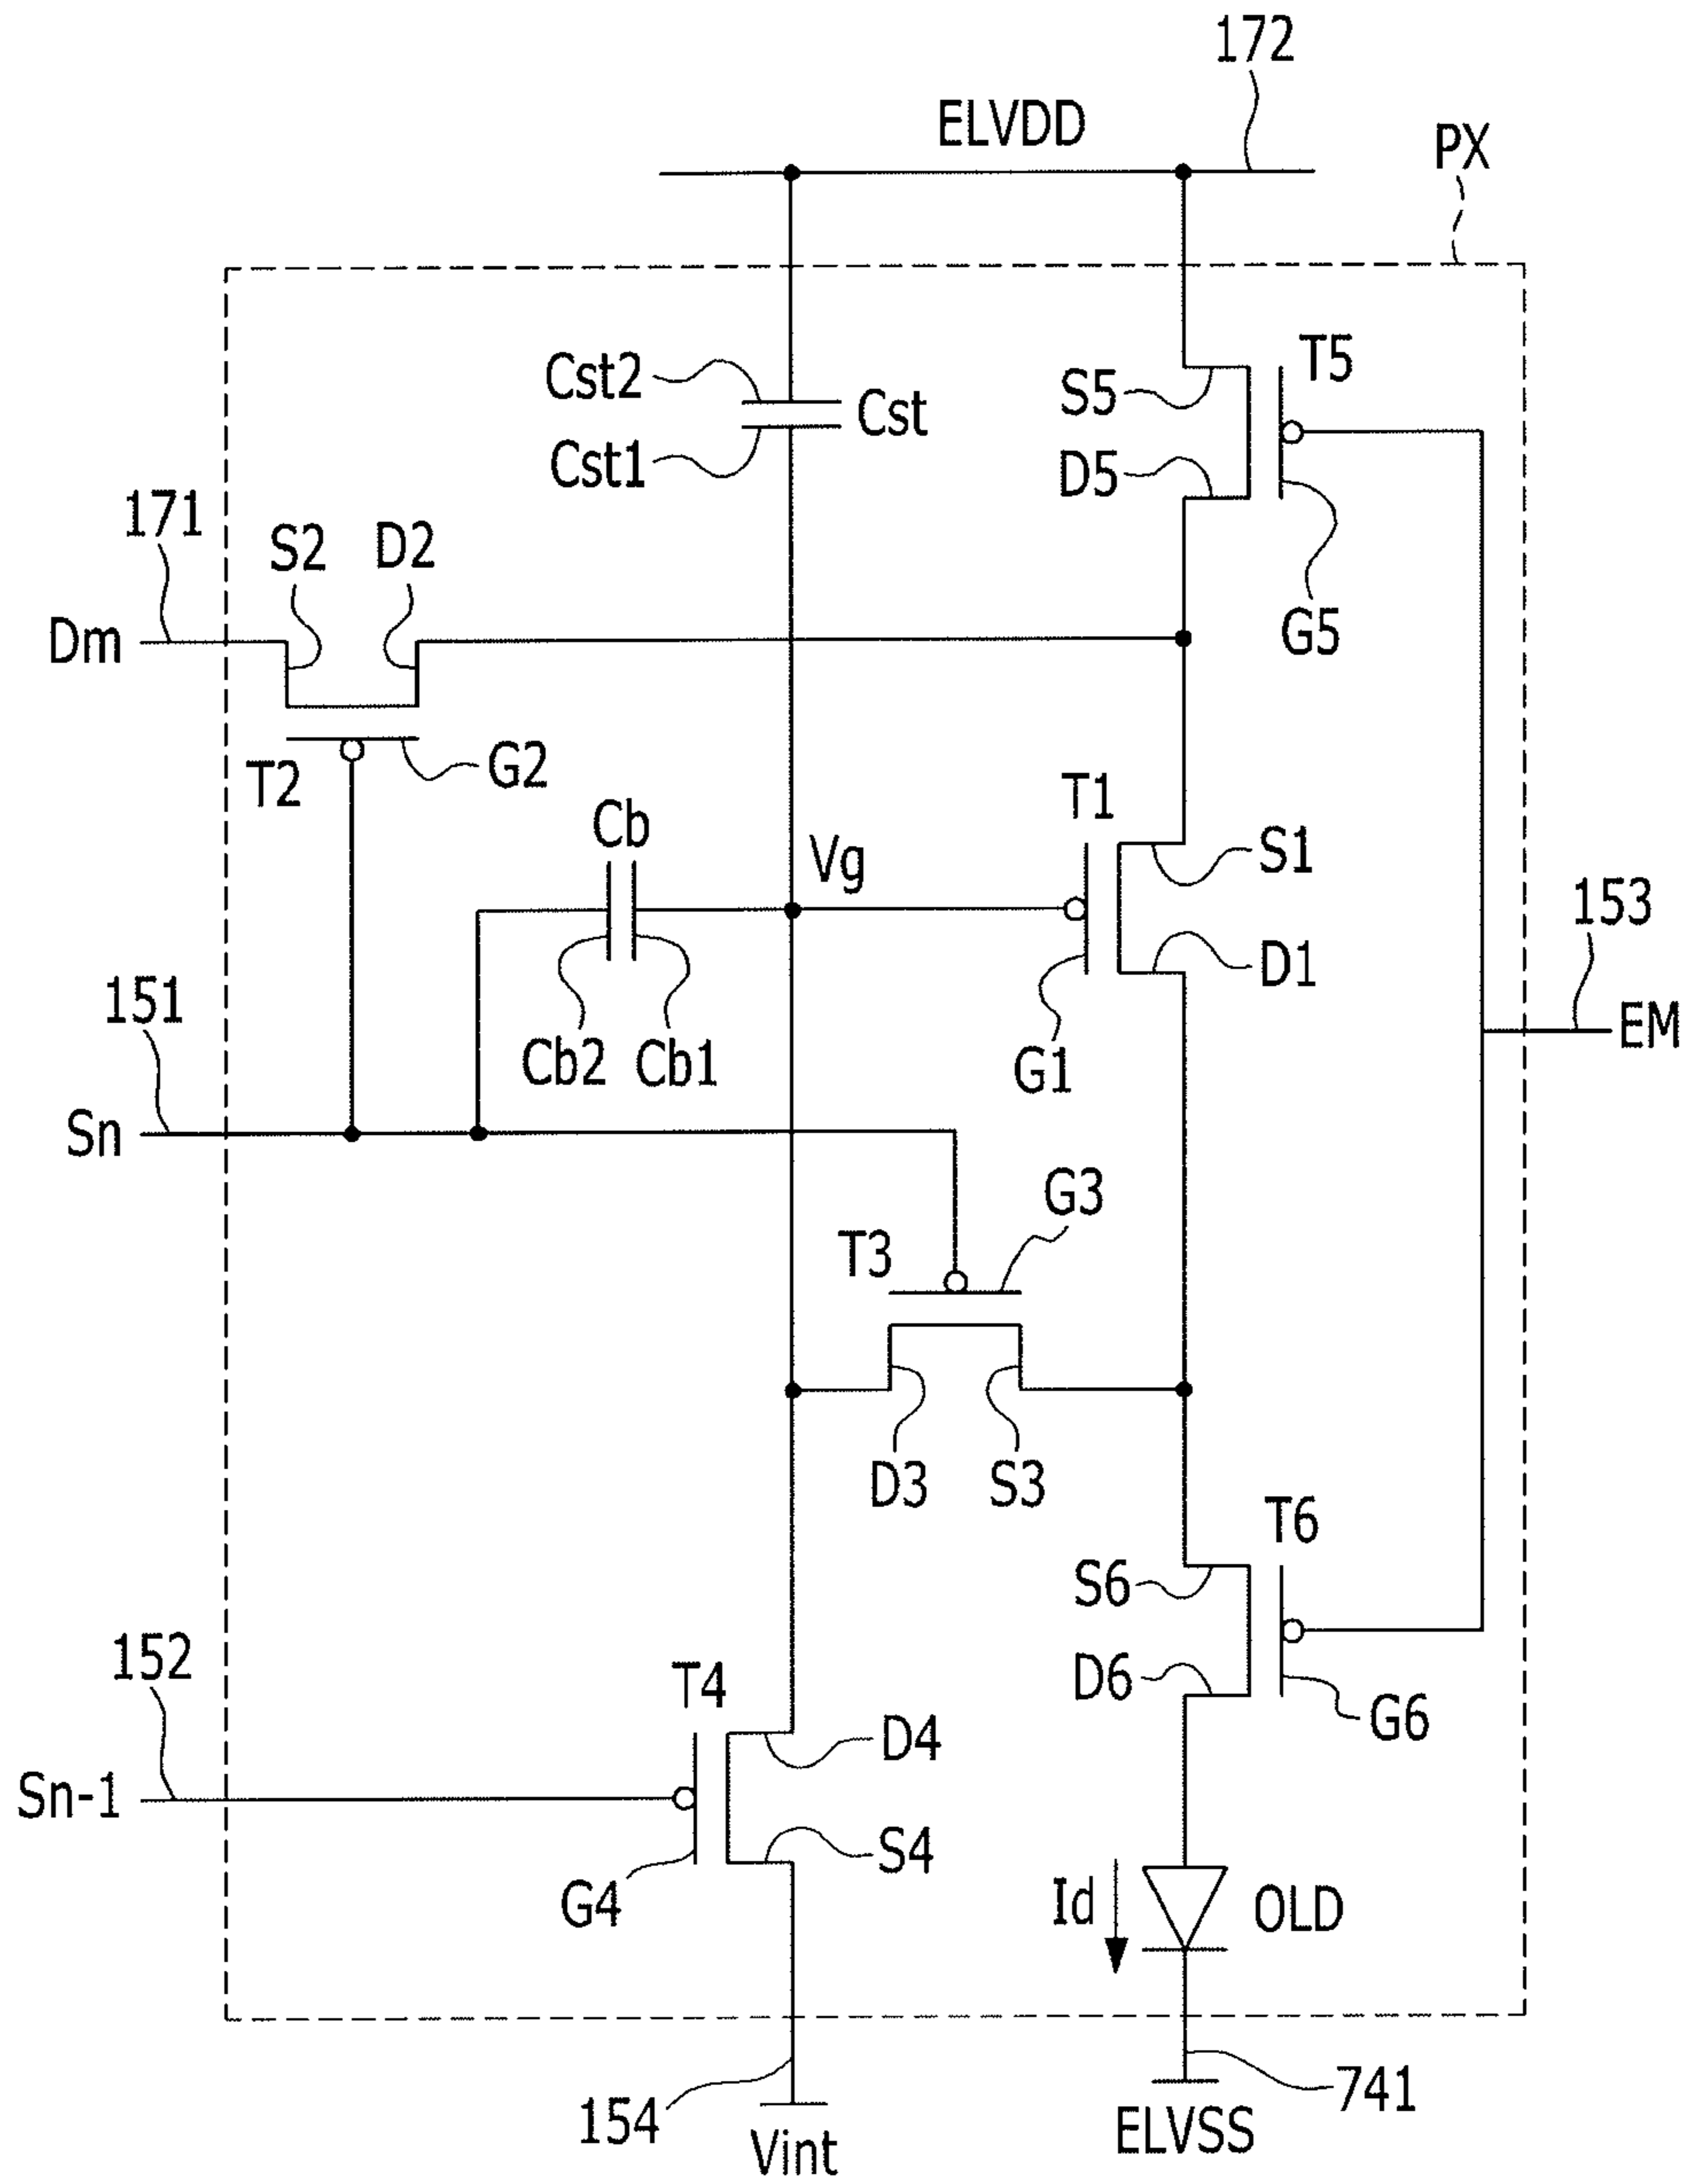 172
ELVDD
PX
Cst2
Cst
Cst1
S5
T5
D5
G5
171
S2
D2
Dm
T2
G2
Cb
Vg
T1
S1
D1
G1
Cb2
Cb1
153
EM
151
Sn
G3
T3
D3
S3
T6
S6
D6
G6
152
T4
D4
Sn-1
S4
G4
Id
OLD
154
Vint
741
ELVSS